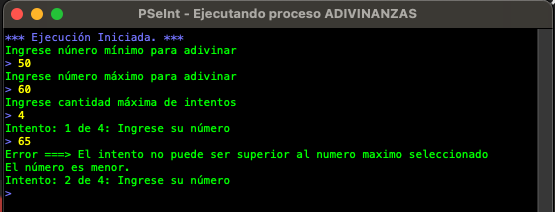 PSeInt - Ejecutando proceso ADIVINANZAS
*** Ejecución Iniciada. ***
Ingrese núnero mínimo para adivinar
> 50
Ingrese número máximo para adivinar
> 60
Ingrese cantidad máxima de intentos
> 4
Intento: 1 de 4: Ingrese su número
> 65
Error ===> El intento no puede ser superior al numero maximo seleccionado
El número es menor.
Intento: 2 de 4: Ingrese su número
>